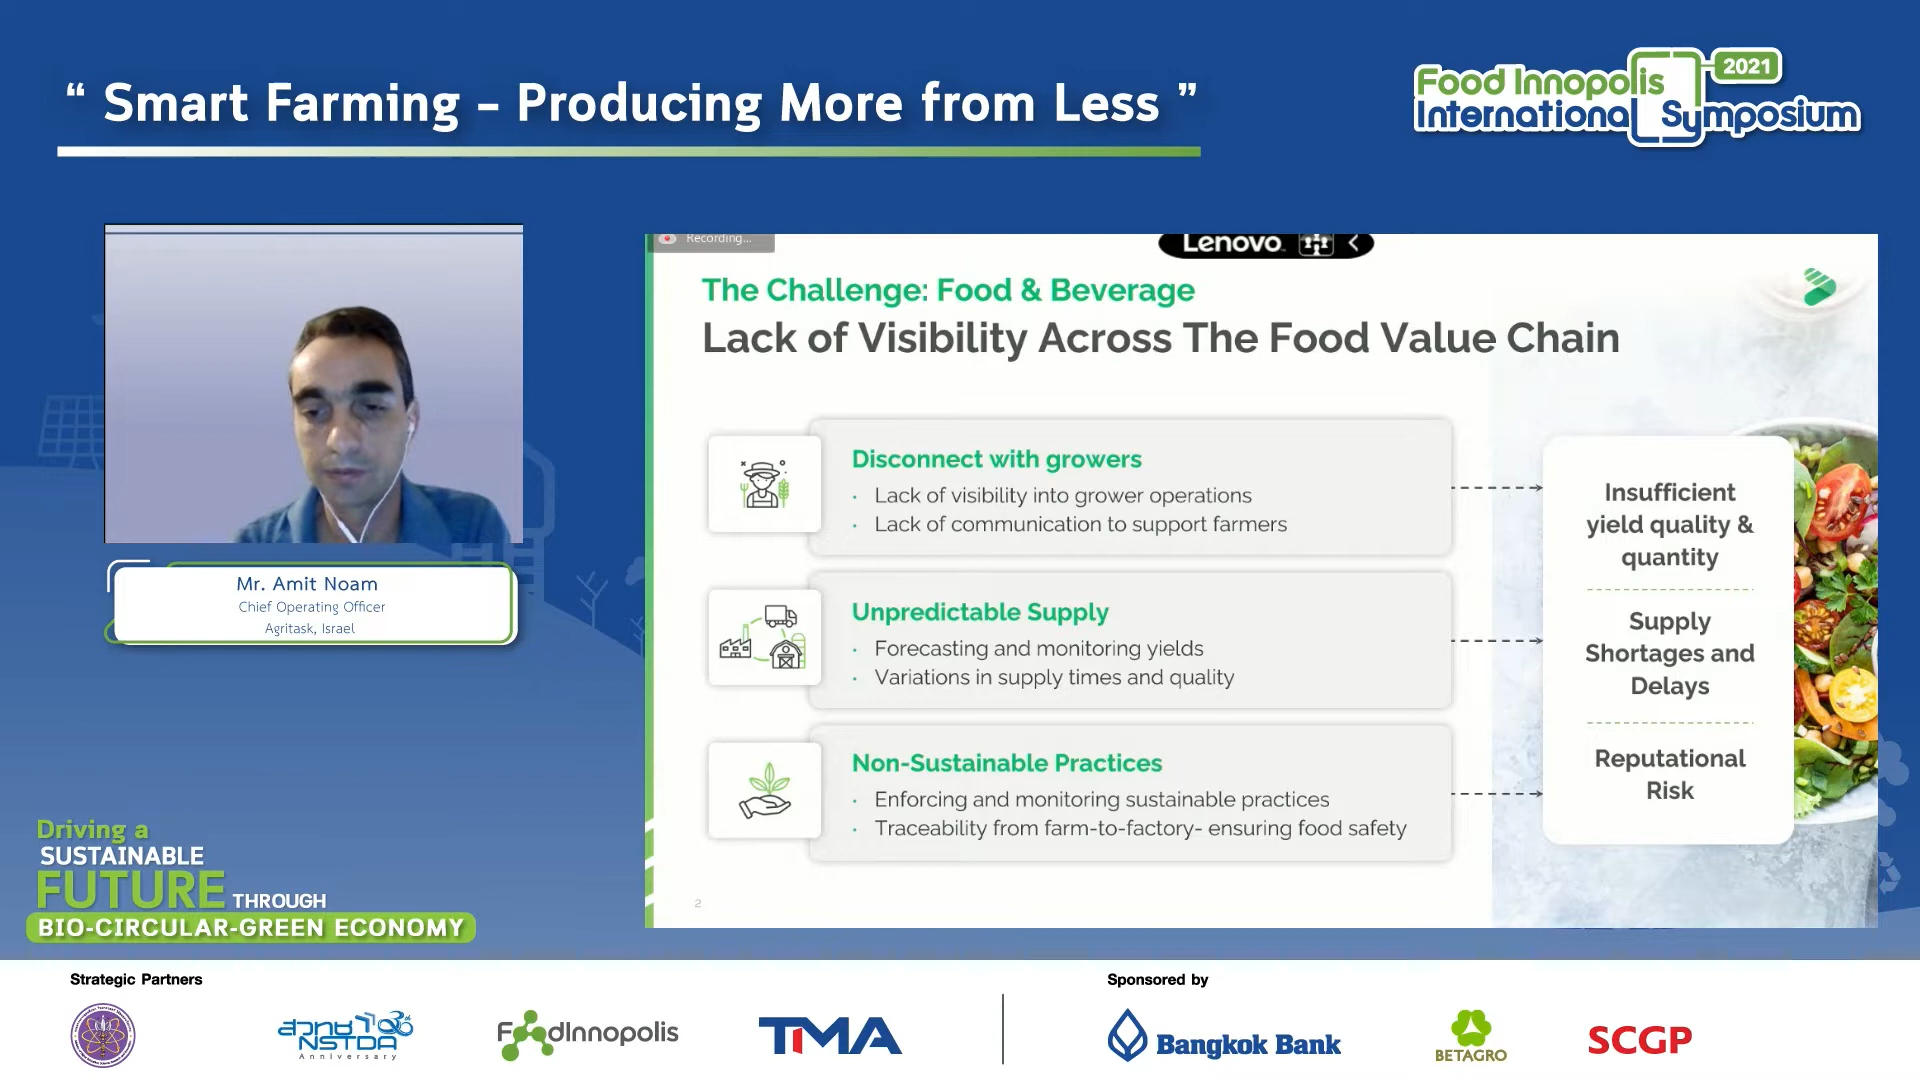 “ Smart Farming - Producing More from Less ”
Food Innopolis
International Symposium
2021
Recording...
Lenovo
The Challenge: Food & Beverage
Lack of Visibility Across The Food Value Chain
Disconnect with growers
· Lack of visibility into grower operations
· Lack of communication to support farmers
Unpredictable Supply
· Forecasting and monitoring yields
· Variations in supply times and quality
Non-Sustainable Practices
· Enforcing and monitoring sustainable practices
· Traceability from farm-to-factory- ensuring food safety
Insufficient
yield quality &
quantity
Supply
Shortages and
Delays
Reputational
Risk
2
Mr. Amit Noam
Chief Operating Officer
Agritask, Israel
Driving a
SUSTAINABLE
FUTURE THROUGH
BIO-CIRCULAR-GREEN ECONOMY
Strategic Partners
สวทช
NSTDA
Anniversary
FoodInnopolis
TMA
Sponsored by
Bangkok Bank
BETAGRO
SCGP